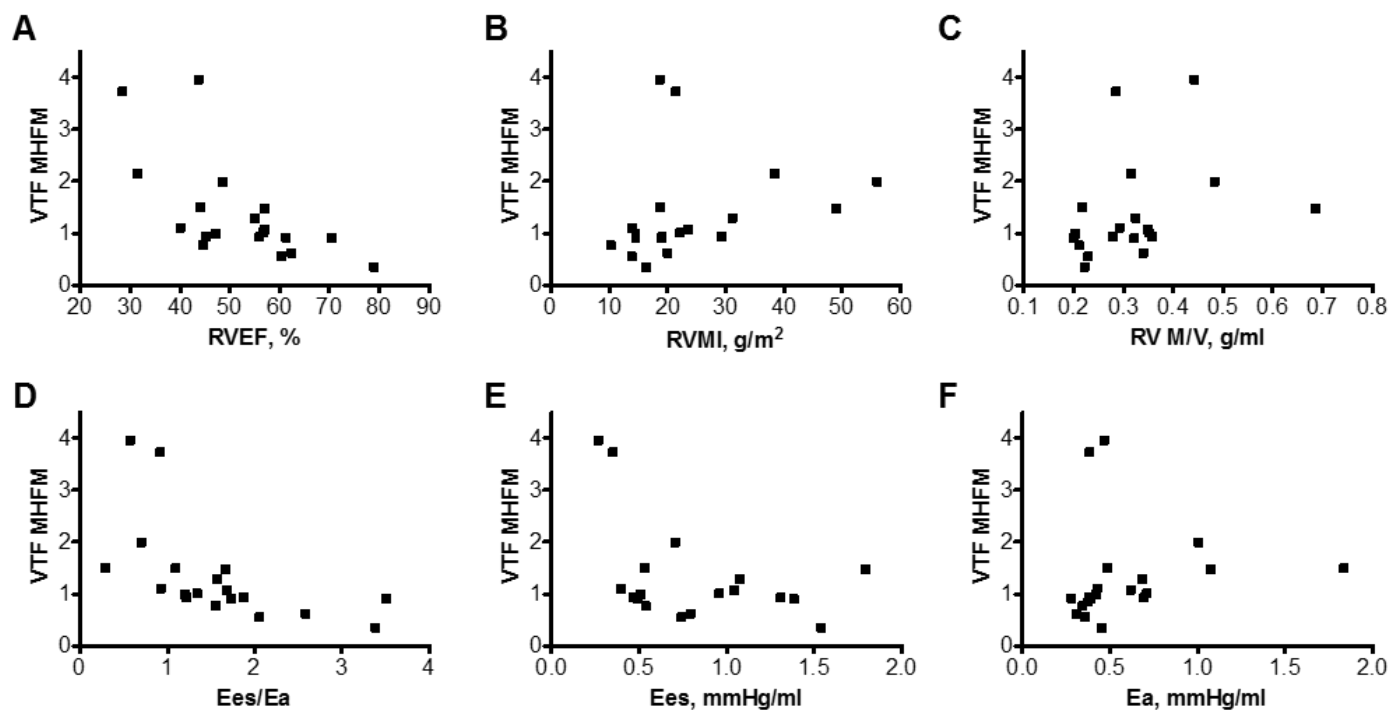 A
VTF MHFM
4
3
2
1
0
20 30 40 50 60 70 80 90
RVEF, %
B
VTF MHFM
4
3
2
1
0
0 10 20 30 40 50 60
RVMI, g/m²
C
VTF MHFM
4
3
2
1
0
0.1 0.2 0.3 0.4 0.5 0.6 0.7 0.8
RV M/V, g/ml
D
VTF MHFM
4
3
2
1
0
0 1 2 3 4
Ees/Ea
E
VTF MHFM
4
3
2
1
0
0.0 0.5 1.0 1.5 2.0
Ees, mmHg/ml
F
VTF MHFM
4
3
2
1
0
0.0 0.5 1.0 1.5 2.0
Ea, mmHg/ml